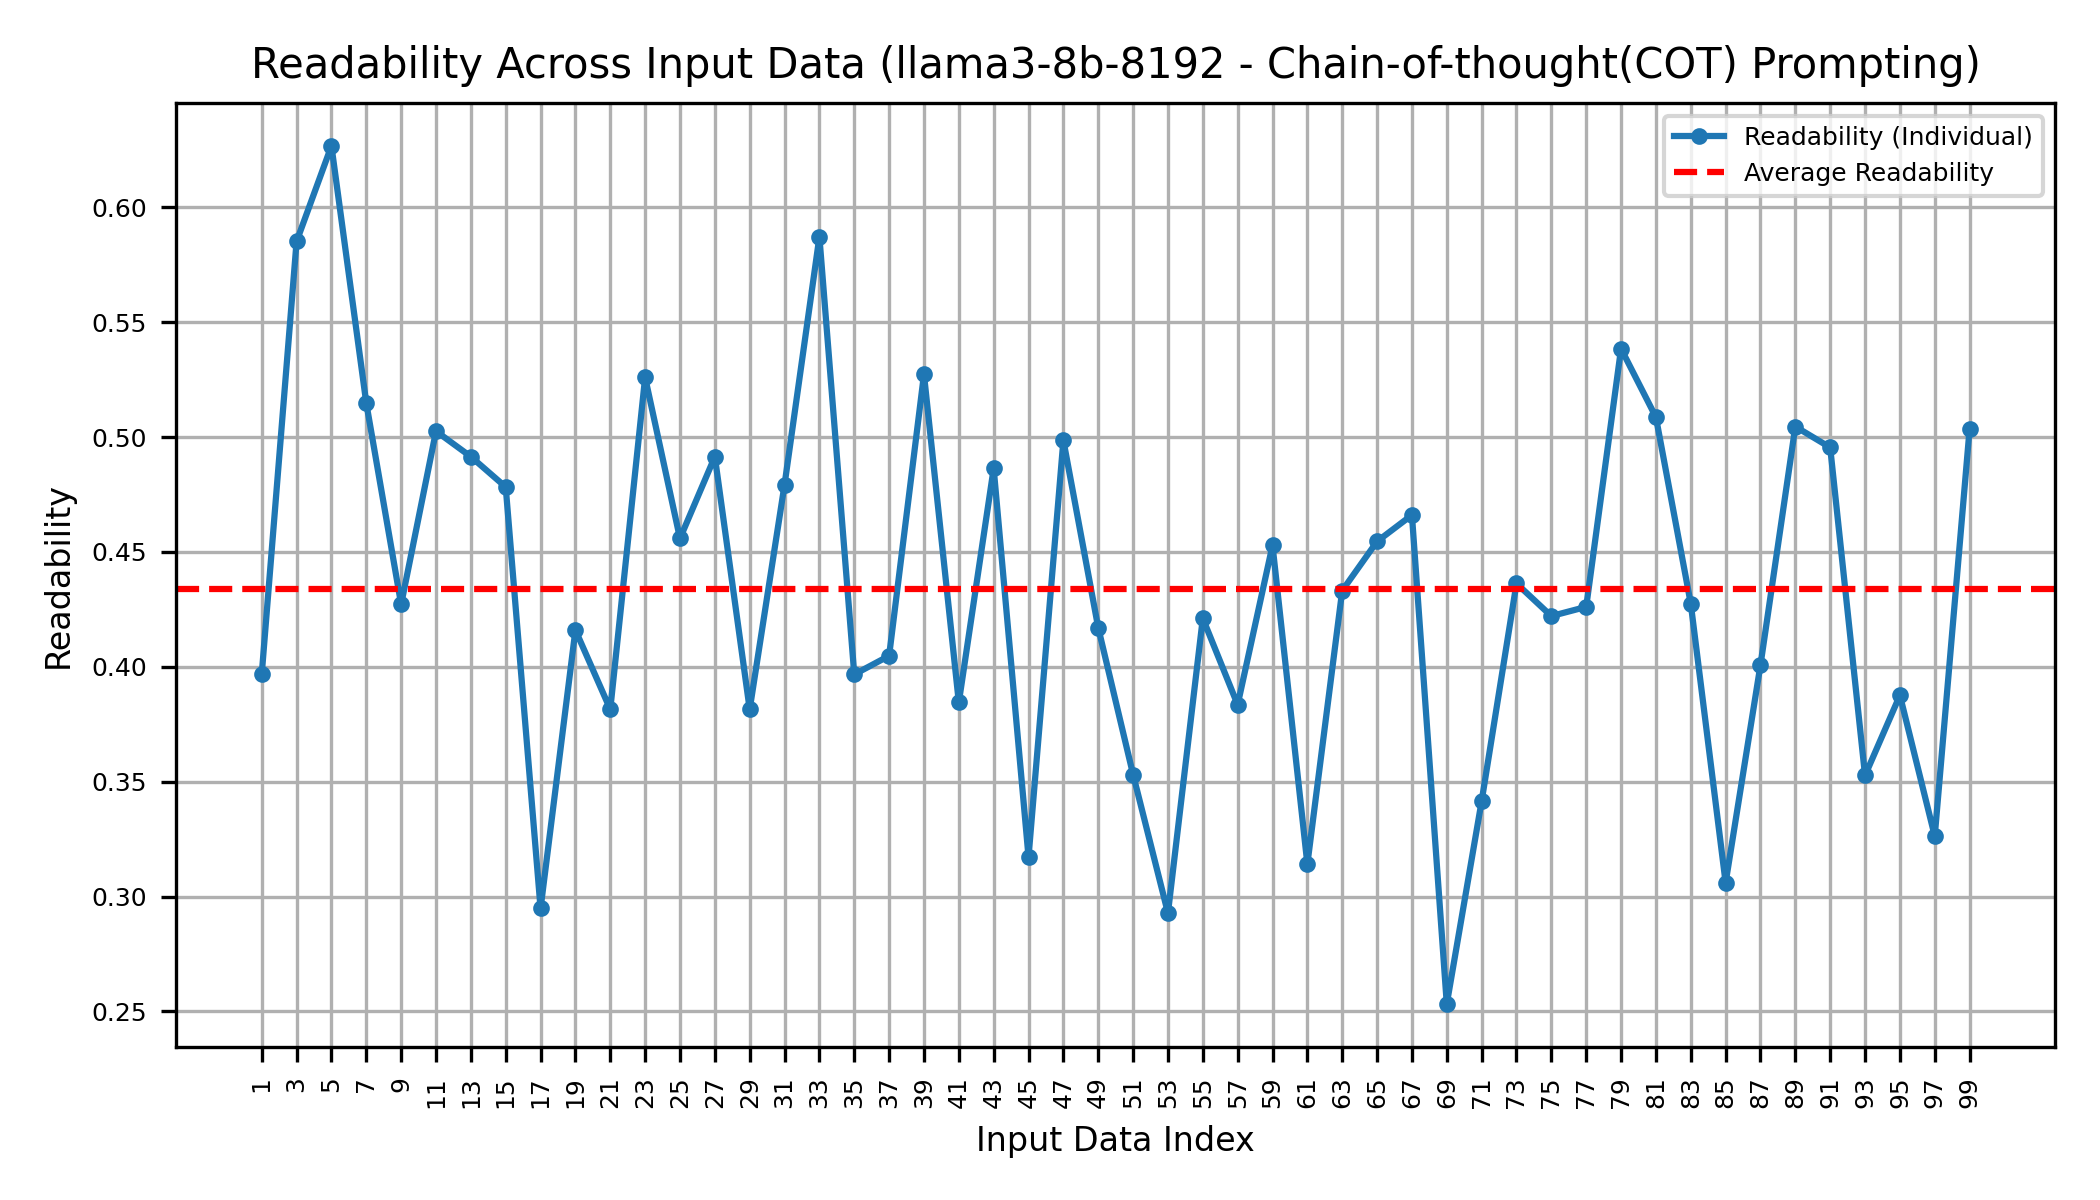 Readability Across Input Data (llama3-8b-8192 - Chain-of-thought(COT) Prompting)
Readability (Individual)
Average Readability
Readability
0.60
0.55
0.50
0.45
0.40
0.35
0.30
0.25
1 3 5 7 9 11 13 15 17 19 21 23 25 27 29 31 33 35 37 39 41 43 45 47 49 51 53 55 57 59 61 63 65 67 69 71 73 75 77 79 81 83 85 87 89 91 93 95 97 99
Input Data Index